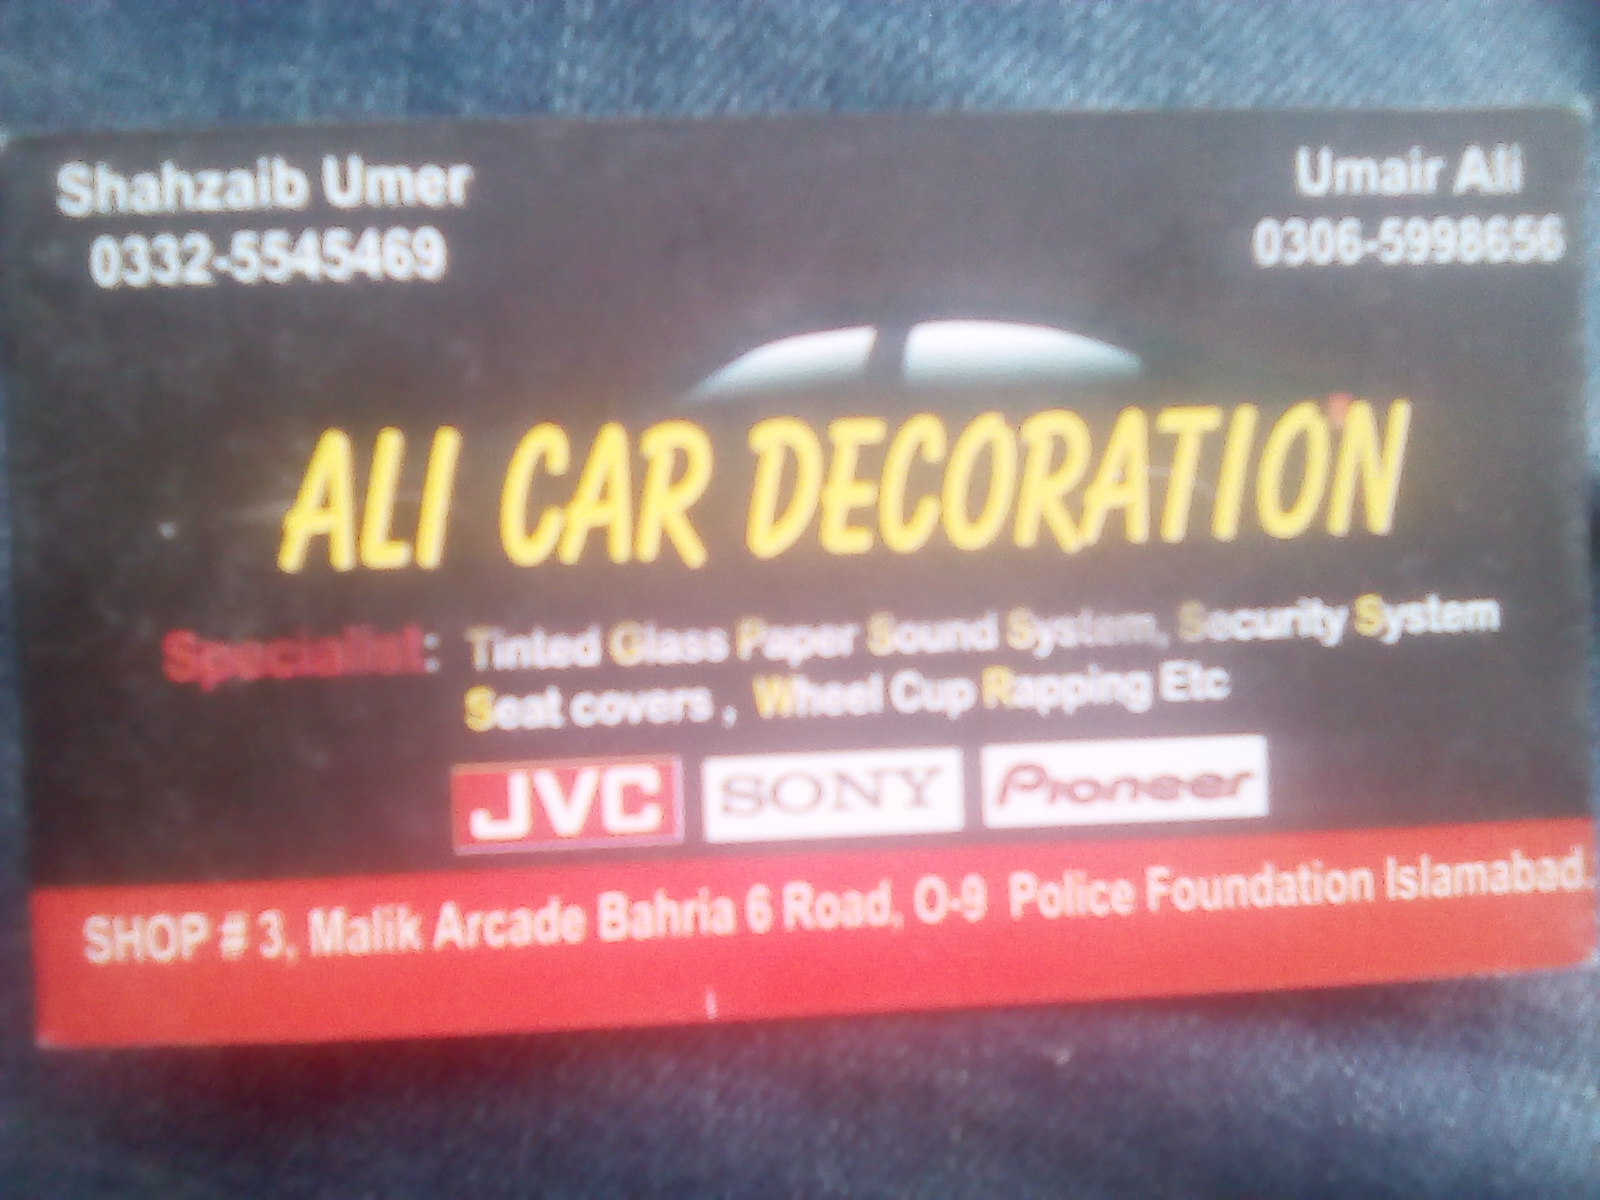 Shahzaib Umer
0332-5545469
Umair Ali
0306-5998656
ALI CAR DECORATION
Specialist: Tinted Glass Paper Sound System, Security System
Seat covers , Wheel Cup Rapping Etc
JVC SONY Pioneer
SHOP # 3, Malik Arcade Bahria 6 Road, O-9 Police Foundation Islamabad.